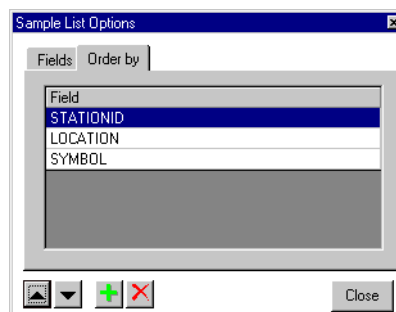 Sample List Options
Fields Order by
Field
STATIONID
LOCATION
SYMBOL
Close